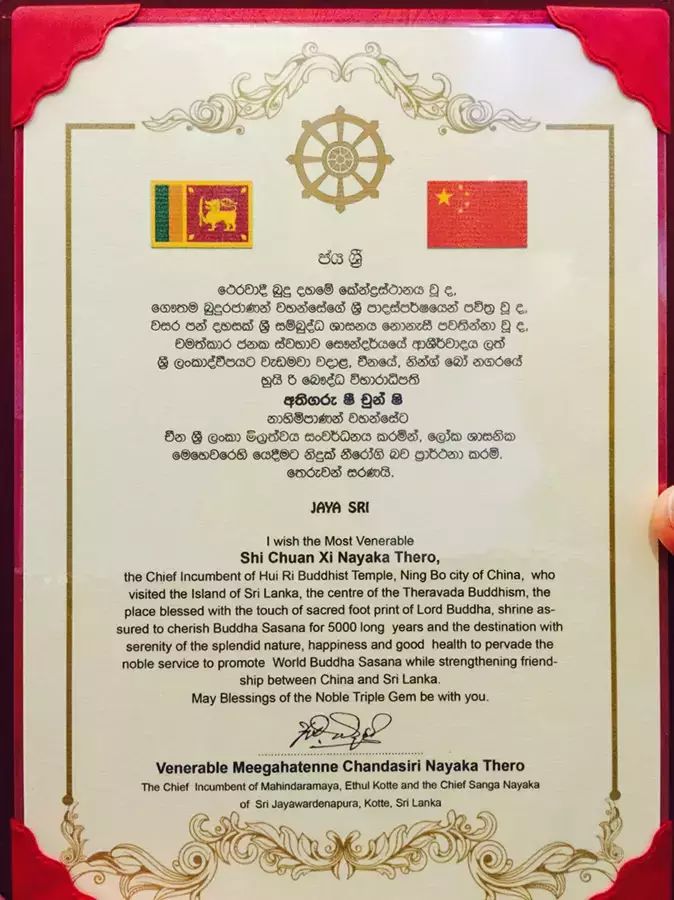 ජය ශ්‍රී
ථෙරවාදී බුදු දහමේ කේන්ද්‍රස්ථානය වූ ද,
ගෞතම බුදුරජාණන් වහන්සේගේ ශ්‍රී පාදස්පර්ෂයෙන් පවිත්‍ර වූ ද,
වසර පන් දහසක් ශ්‍රී සම්බුද්ධ ශාසනය නොනැසී පවතින්නා වූ ද,
චමත්කාර ජනක ස්වභාව සෞන්දර්යයේ ආශිර්වාදය ලත්
ශ්‍රී ලංකාද්වීපයට වැඩමවා වදාළ, චීනයේ, නින්ග් බෝ නගරයේ
හුයි රි බෞද්ධ විහාරාධිපති
අතිගරු ෂී චුන් ෂි
නාහිමිපාණන් වහන්සේට
චීන ශ්‍රී ලංකා මිත්‍රත්වය සංවර්ධනය කරමින්, ලෝක ශාසනික
මෙහෙවරෙහි යෙදීමට නිදුක් නීරෝගි බව ප්‍රාර්ථනා කරමි.
තෙරුවන් සරණයි.
JAYA SRI
I wish the Most Venerable
Shi Chuan Xi Nayaka Thero,
the Chief Incumbent of Hui Ri Buddhist Temple, Ning Bo city of China, who
visited the Island of Sri Lanka, the centre of the Theravada Buddhism, the
place blessed with the touch of sacred foot print of Lord Buddha, shrine as-
sured to cherish Buddha Sasana for 5000 long years and the destination with
serenity of the splendid nature, happiness and good health to pervade the
noble service to promote World Buddha Sasana while strengthening friend-
ship between China and Sri Lanka.
May Blessings of the Noble Triple Gem be with you.
Venerable Meegahatenne Chandasiri Nayaka Thero
The Chief Incumbent of Mahindaramaya, Ethul Kotte and the Chief Sanga Nayaka
of Sri Jayawardenapura, Kotte, Sri Lanka